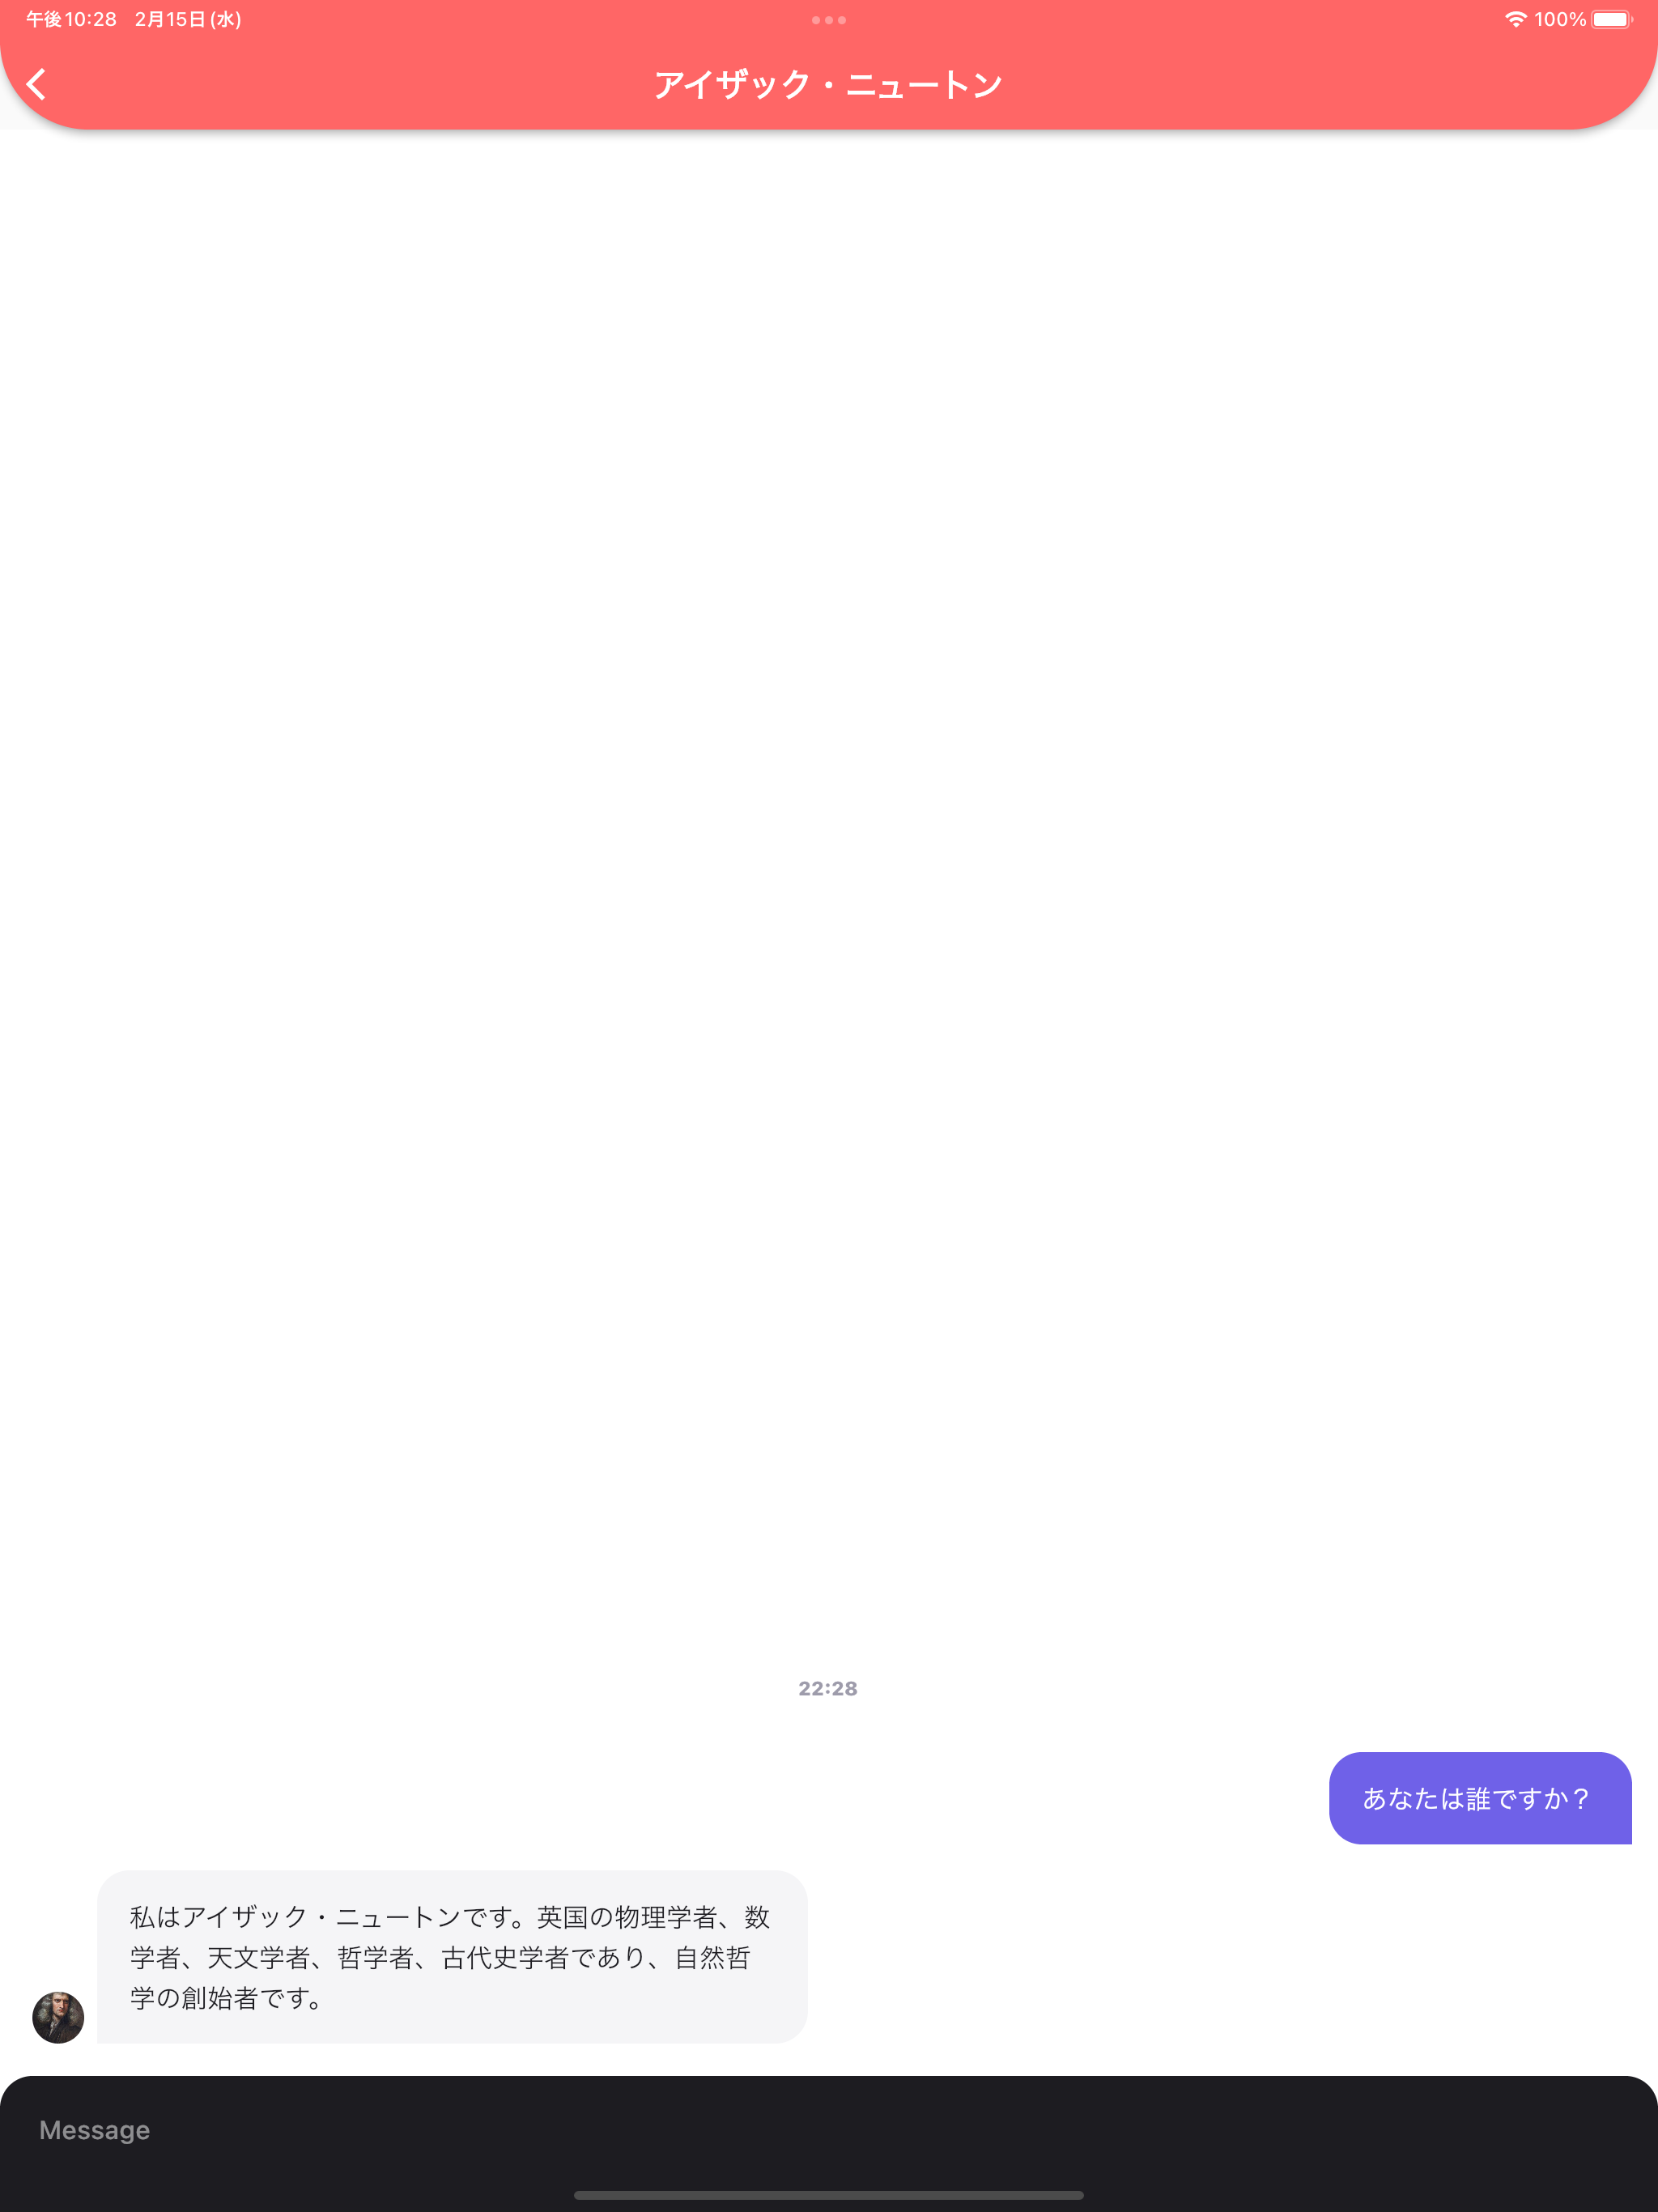 午後10:28 2月15日(水)
100%
アイザック・ニュートン
22:28
あなたは誰ですか？
私はアイザック・ニュートンです。英国の物理学者、数
学者、天文学者、哲学者、古代史学者であり、自然哲
学の創始者です。
Message